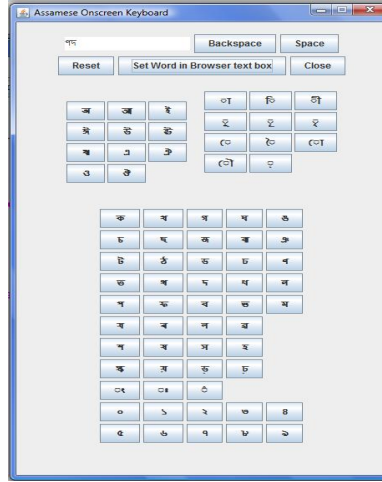 Assamese Onscreen Keyboard
পদ Backspace Space
Reset Set Word in Browser text box Close
অ আ ই
ঈ উ ঊ
ঋ এ ঐ
ও ঔ
া ি ী
ু ূ ৃ
ে ৈ ো
ৌ ়
ক খ গ ঘ ঙ
চ ছ জ ঝ ঞ
ট ঠ ড ঢ ণ
ত থ দ ধ ন
প ফ ব ভ ম
য ৰ ল ৱ
শ ষ স হ
ক্ষ য় ড় ঢ়
ং ঃ ঁ
০ ১ ২ ৩ ৪
৫ ৬ ৭ ৮ ৯